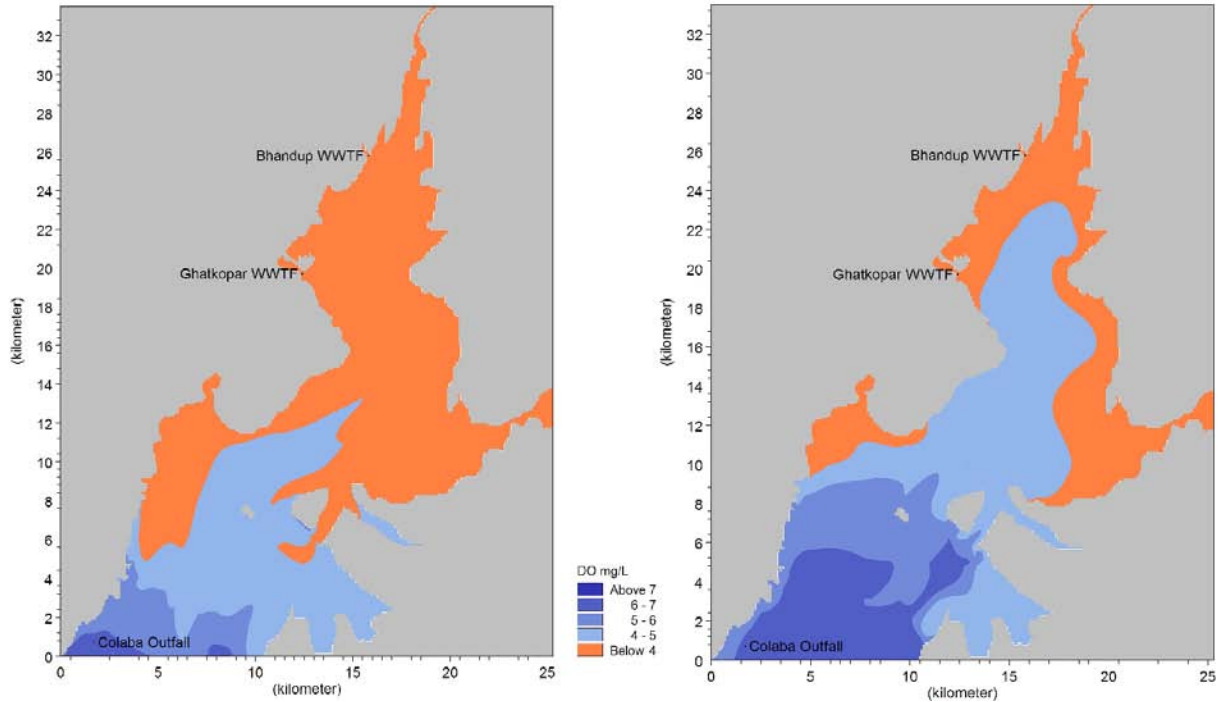 32
30
28
26
24
22
20
18
16
14
12
10
8
6
4
2
0
(kilometer)
Bhandup WWTF
Ghatkopar WWTF
Colaba Outfall
0
5
10
15
20
25
(kilometer)
DO mg/L
Above 7
6 - 7
5 - 6
4 - 5
Below 4
32
30
28
26
24
22
20
18
16
14
12
10
8
6
4
2
0
(kilometer)
Bhandup WWTF
Ghatkopar WWTF
Colaba Outfall
0
5
10
15
20
25
(kilometer)